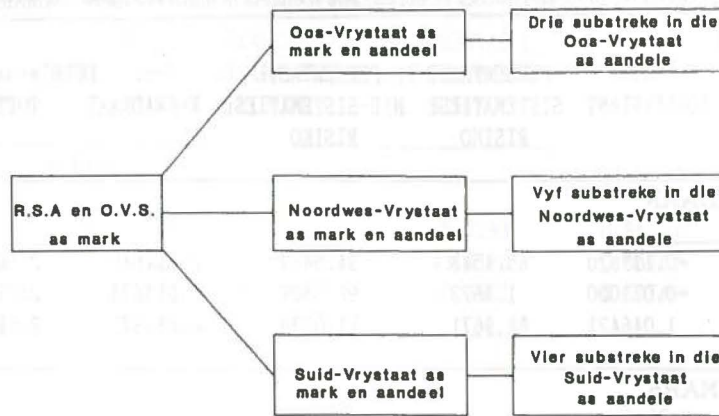 Oos-Vrystaat as
mark en aandeel
Drie substreke in die
Oos-Vrystaat
as aandele
R.S.A en O.V.S.
as mark
Noordwes-Vrystaat
as mark en aandeel
Vyf substreke in die
Noordwes-Vrystaat
as aandele
Suid-Vrystaat as
mark en aandeel
Vier substreke in die
Suid-Vrystaat
as aandele